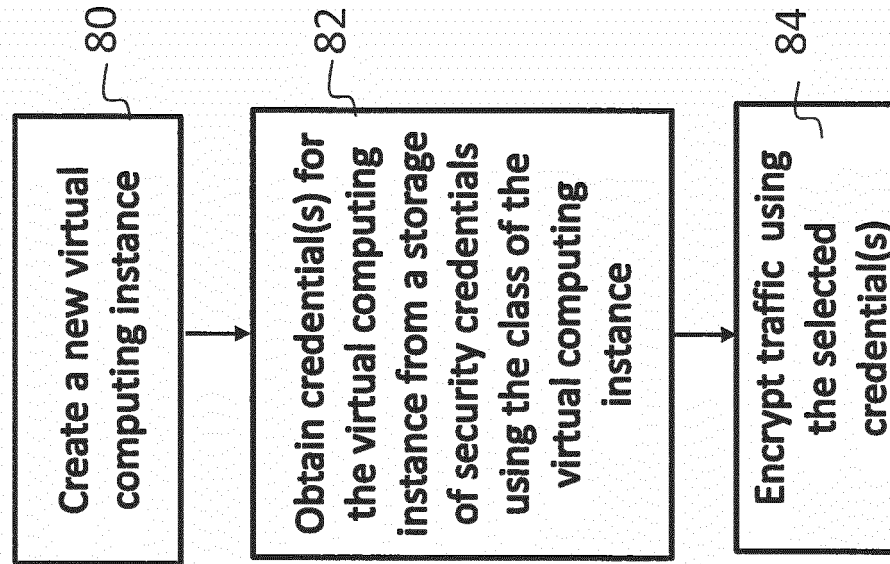 80
Create a new virtual
computing instance
82
Obtain credential(s) for
the virtual computing
instance from a storage
of security credentials
using the class of the
virtual computing
instance
84
Encrypt traffic using
the selected
credential(s)